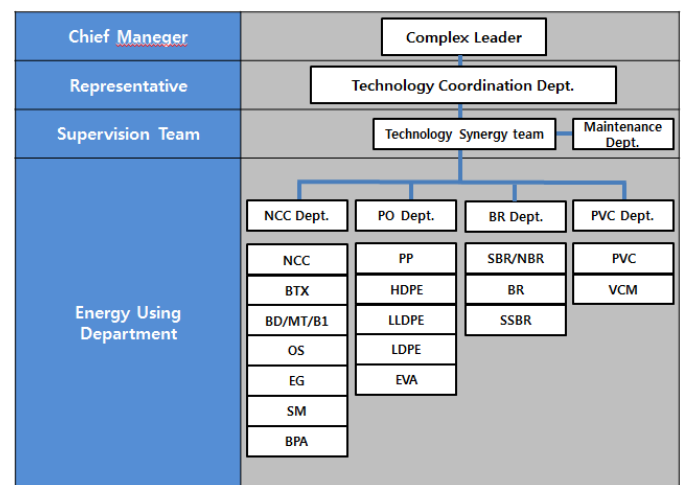 Chief Maneger
Complex Leader
Representative
Technology Coordination Dept.
Supervision Team
Technology Synergy team
Maintenance
Dept.
Energy Using
Department
NCC Dept.
PO Dept.
BR Dept.
PVC Dept.
NCC
PP
SBR/NBR
PVC
BTX
HDPE
BR
VCM
BD/MT/B1
LLDPE
SSBR
OS
LDPE
EG
EVA
SM
BPA